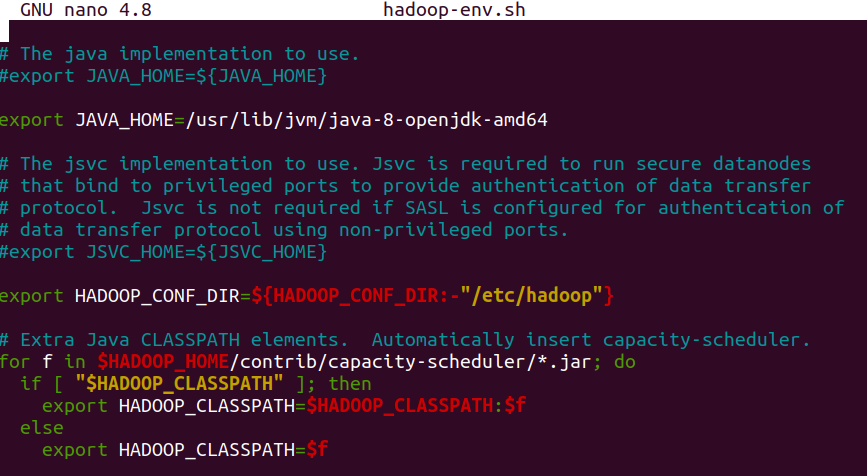 GNU nano 4.8 hadoop-env.sh
# The java implementation to use.
#export JAVA_HOME=${JAVA_HOME}
export JAVA_HOME=/usr/lib/jvm/java-8-openjdk-amd64
# The jsvc implementation to use. Jsvc is required to run secure datanodes
# that bind to privileged ports to provide authentication of data transfer
# protocol.  Jsvc is not required if SASL is configured for authentication of
# data transfer protocol using non-privileged ports.
#export JSVC_HOME=${JSVC_HOME}
export HADOOP_CONF_DIR=${HADOOP_CONF_DIR:-"/etc/hadoop"}
# Extra Java CLASSPATH elements.  Automatically insert capacity-scheduler.
for f in $HADOOP_HOME/contrib/capacity-scheduler/*.jar; do
  if [ "$HADOOP_CLASSPATH" ]; then
    export HADOOP_CLASSPATH=$HADOOP_CLASSPATH:$f
  else
    export HADOOP_CLASSPATH=$f